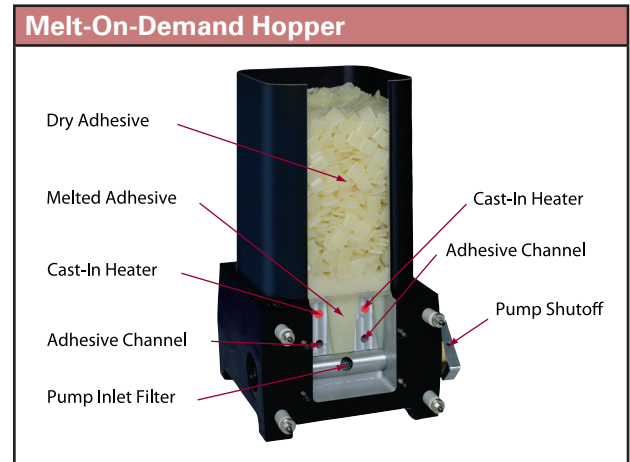 Melt-On-Demand Hopper
Dry Adhesive
Melted Adhesive
Cast-In Heater
Adhesive Channel
Pump Inlet Filter
Cast-In Heater
Adhesive Channel
Pump Shutoff